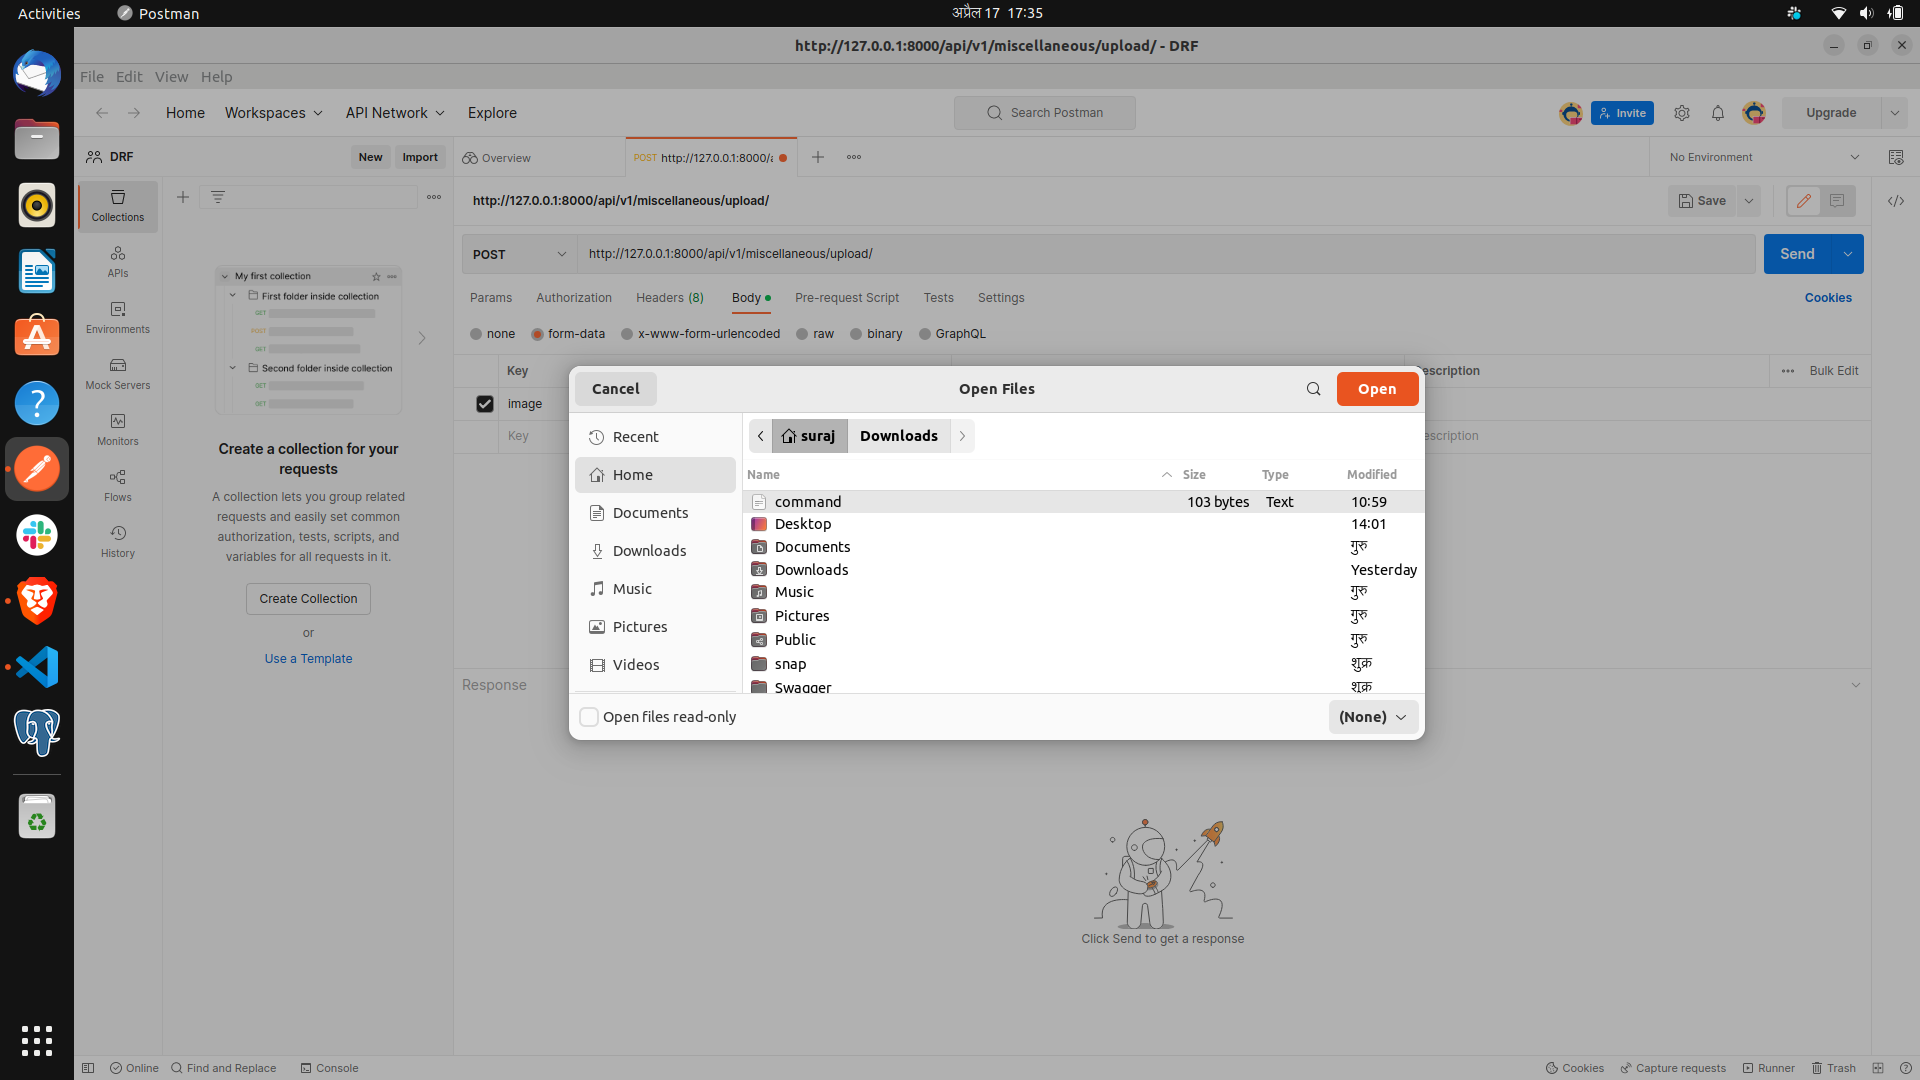 Activities Postman अप्रैल 17 17:35
http://127.0.0.1:8000/api/v1/miscellaneous/upload/ - DRF
File Edit View Help
Home Workspaces API Network Explore Search Postman Invite Upgrade
DRF New Import Overview POST http://127.0.0.1:8000/a No Environment
Collections
http://127.0.0.1:8000/api/v1/miscellaneous/upload/ Save
APIs
POST http://127.0.0.1:8000/api/v1/miscellaneous/upload/ Send
Params Authorization Headers (8) Body Pre-request Script Tests Settings Cookies
none form-data x-www-form-urlencoded raw binary GraphQL
Environments
Mock Servers
Monitors
Flows
History
My first collection
First folder inside collection
GET
POST
GET
Second folder inside collection
GET
GET
Create a collection for your
requests
A collection lets you group related
requests and easily set common
authorization, tests, scripts, and
variables for all requests in it.
Create Collection
or
Use a Template
Key escription Bulk Edit
image
Key escription
Cancel Open Files Open
Recent
Home
Documents
Downloads
Music
Pictures
Videos
suraj Downloads
Name Size Type Modified
command 103 bytes Text 10:59
Desktop 14:01
Documents गुरु
Downloads Yesterday
Music गुरु
Pictures गुरु
Public गुरु
snap शुक्र
Swagger शुक्र
Open files read-only (None)
Response
Click Send to get a response
Online Find and Replace Console Cookies Capture requests Runner Trash